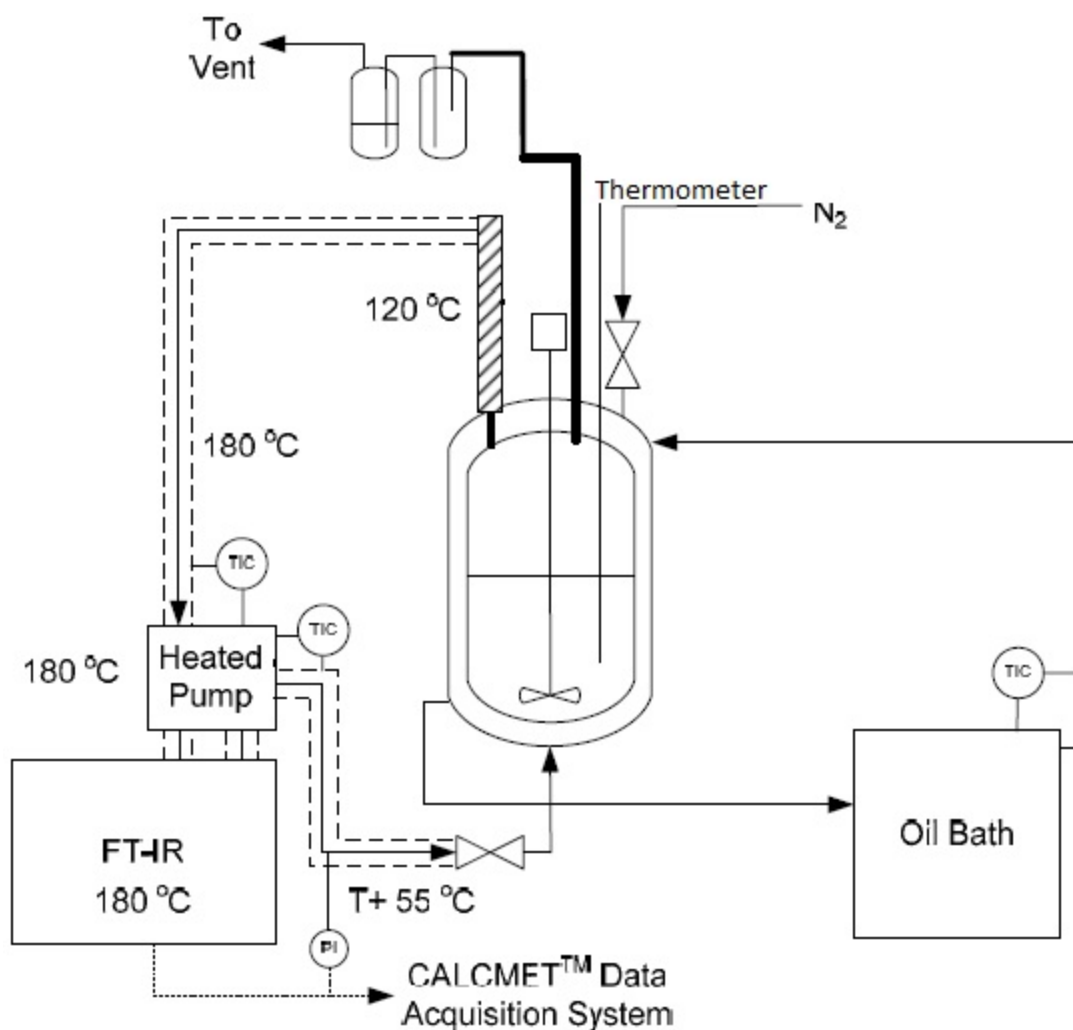 To
Vent
Thermometer
N2
120 °C
180 °C
TIC
TIC
180 °C
Heated
Pump
TIC
FT-IR
180 °C
Oil Bath
T+ 55 °C
PI
CALCMET™ Data
Acquisition System